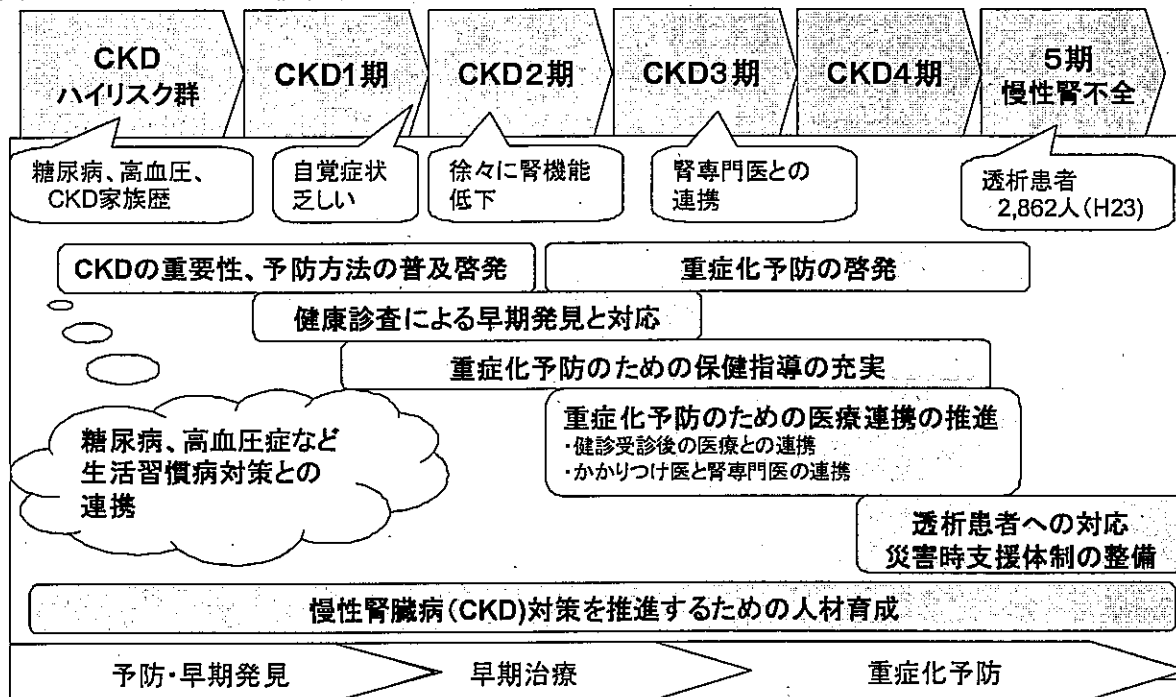 CKD
ハイリスク群
CKD1期
CKD2期
CKD3期
CKD4期
5期
慢性腎不全
糖尿病、高血圧、
CKD家族歴
自覚症状
乏しい
徐々に腎機能
低下
腎専門医との
連携
透析患者
2,862人(H23)
CKDの重要性、予防方法の普及啓発
重症化予防の啓発
健康診査による早期発見と対応
重症化予防のための保健指導の充実
重症化予防のための医療連携の推進
・健診受診後の医療との連携
・かかりつけ医と腎専門医の連携
糖尿病、高血圧症など
生活習慣病対策との
連携
透析患者への対応
災害時支援体制の整備
慢性腎臓病(CKD)対策を推進するための人材育成
予防・早期発見
早期治療
重症化予防